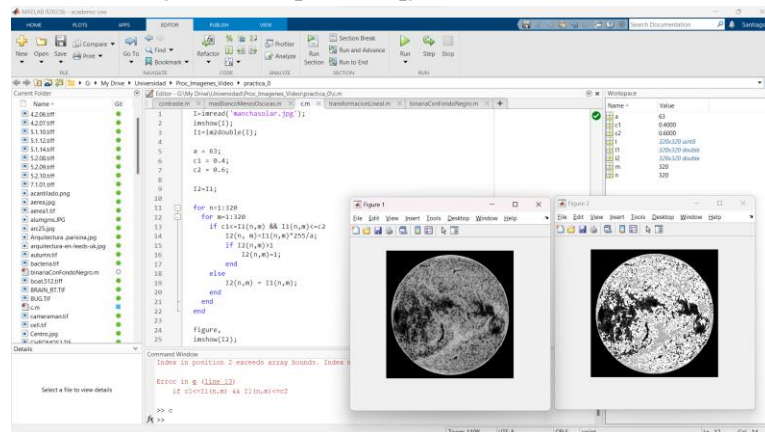 MATLAB R2023b - academic use
HOME PLOTS APPS EDITOR PUBLISH VIEW
Search Documentation Santiago
New Open Save Compare Print Go To Find Bookmark Refactor Profiler Analyze Run Section Section Break Run and Advance Run to End Run Step Stop
FILE NAVIGATE CODE ANALYZE SECTION RUN
G: My Drive Universidad Proc_Imagenes_Video practica_0
Current Folder
Name Git
4.2.06.tiff
4.2.07.tiff
5.1.10.tiff
5.1.14.tiff
5.2.08.tiff
5.2.09.tiff
5.2.10.tiff
7.1.01.tiff
acantilado.png
aerea.jpg
aerea1.tif
alumgrns.JPG
arc25.jpg
arquitectura-en-leeds-uk.jpg
autumn.tif
bacteria.tif
binariaConFondoNegro.m
boat.512.tiff
BRAIN_RT.TIF
BUG.TIF
c.m
cameraman.tif
cell.tif
Centro.jpg
Details
Select a file to view details
Editor - G:\My Drive\Universidad\Proc_Imagenes_Video\practica_0\c.m
contraste.m masBlancoMenosOscuras.m c.m transformacionLineal.m binariaConFondoNegro.m
1 I=imread('manchasolar.jpg');
2 imshow(I);
3 I1=im2double(I);
4
5 a = 63;
6 c1 = 0.4;
7 c2 = 0.6;
8
9 I2=I1;
10
11 for n=1:320
12 for m=1:320
13 if c1<=I1(n,m) && I1(n,m)<=c2
14 I2(n, m)=I1(n,m)*255/a;
15 if I2(n,m)>1
16 I2(n,m)=1;
17 end
18 else
19 I2(n,m) = I1(n,m);
20 end
21 end
22 end
23
24 figure,
25 imshow(I2);
Command Window
Index in position 2 exceeds array bounds. Index
Error in c (line 13)
if c1<=I1(n,m) && I1(n,m)<=c2
>> c
fx >>
Workspace
Name Value
a 63
c1 0.4000
c2 0.6000
I 320x320 uint8
I1 320x320 double
I2 320x320 double
m 320
n 320
Figure 1
File Edit View Insert Tools Desktop Window Help
Figure 2
File Edit View Insert Tools Desktop Window Help